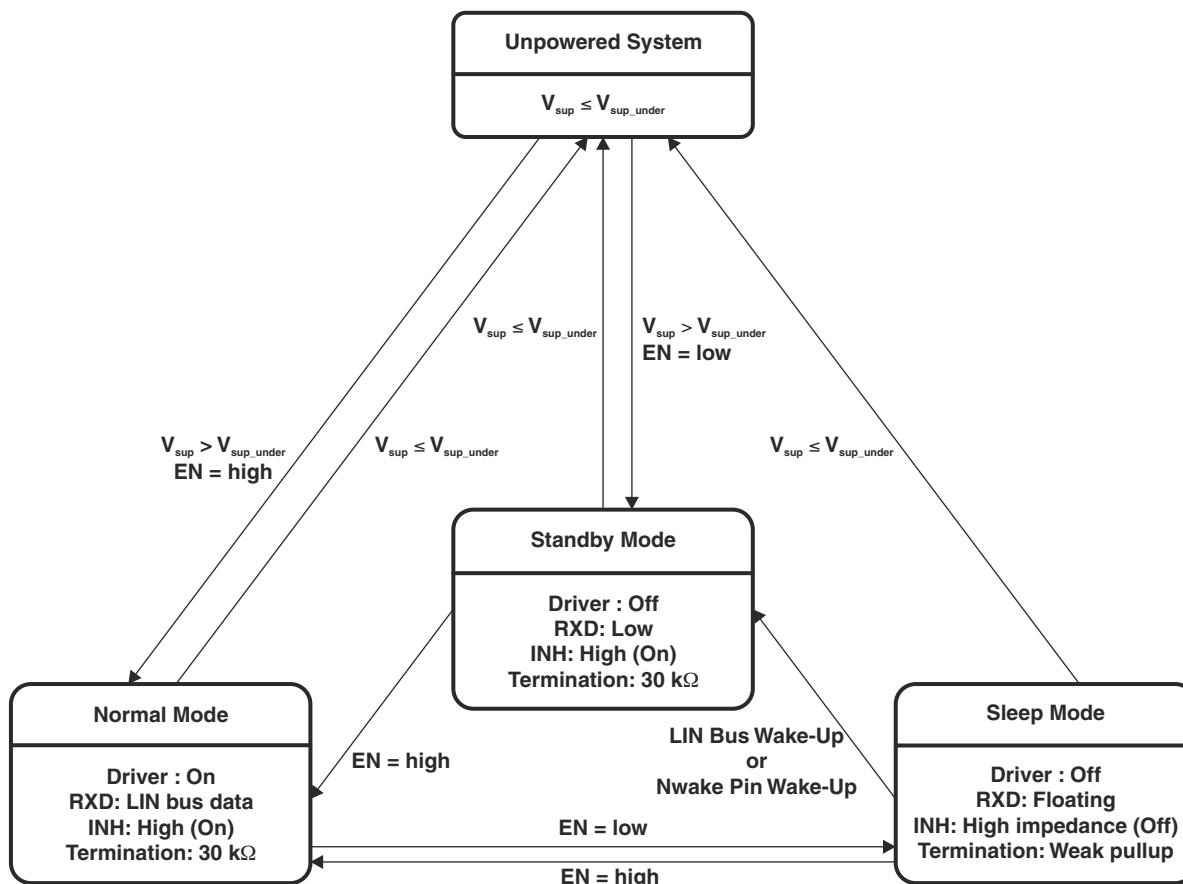 Unpowered System
Vsup ≤ Vsup_under
Vsup ≤ Vsup_under
Vsup > Vsup_under
EN = low
Vsup > Vsup_under
EN = high
Vsup ≤ Vsup_under
Vsup ≤ Vsup_under
Standby Mode
Driver : Off
RXD: Low
INH: High (On)
Termination: 30 kΩ
Normal Mode
Driver : On
RXD: LIN bus data
INH: High (On)
Termination: 30 kΩ
EN = high
LIN Bus Wake-Up
or
Nwake Pin Wake-Up
Sleep Mode
Driver : Off
RXD: Floating
INH: High impedance (Off)
Termination: Weak pullup
EN = low
EN = high